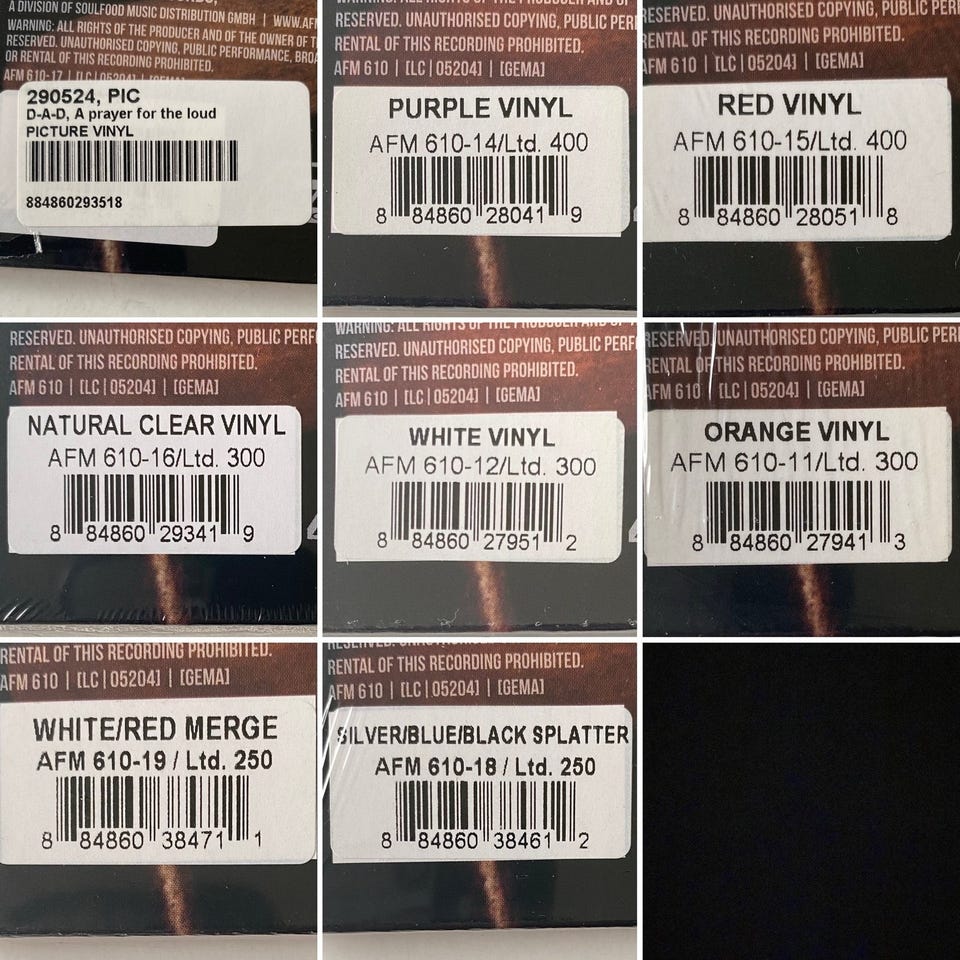 A DIVISION OF SOULFOOD MUSIC DISTRIBUTION GMBH | WWW.AFM
WARNING: ALL RIGHTS OF THE PRODUCER AND OF THE OWNER OF T
RESERVED. UNAUTHORISED COPYING, PUBLIC PERFORMANCE, BROA
OR RENTAL OF THIS RECORDING PROHIBITED.
AFM 610-17 | [LC | 05204] | [GEMA]
290524, PIC
D-A-D, A prayer for the loud
PICTURE VINYL
884860293518
RESERVED. UNAUTHORISED COPYING, PUBLIC PERF
RENTAL OF THIS RECORDING PROHIBITED.
AFM 610 | [LC | 05204] | [GEMA]
PURPLE VINYL
AFM 610-14/Ltd. 400
8 84860 28041 9
RESERVED. UNAUTHORISED COPYING, PUBLIC PER
RENTAL OF THIS RECORDING PROHIBITED.
AFM 610 | [LC | 05204] | [GEMA]
RED VINYL
AFM 610-15/Ltd. 400
8 84860 28051 8
RESERVED. UNAUTHORISED COPYING, PUBLIC PERF
RENTAL OF THIS RECORDING PROHIBITED.
AFM 610 | [LC | 05204] | [GEMA]
NATURAL CLEAR VINYL
AFM 610-16/Ltd. 300
8 84860 29341 9
WARNING: ALL RIGHTS OF THE PRODUCER AND OF
RESERVED. UNAUTHORISED COPYING, PUBLIC PERF
RENTAL OF THIS RECORDING PROHIBITED.
AFM 610 | [LC | 05204] | [GEMA]
WHITE VINYL
AFM 610-12/Ltd. 300
8 84860 27951 2
RESERVED. UNAUTHORISED COPYING, PUBLIC PER
RENTAL OF THIS RECORDING PROHIBITED.
AFM 610 | [LC | 05204] | [GEMA]
ORANGE VINYL
AFM 610-11/Ltd. 300
8 84860 27941 3
RENTAL OF THIS RECORDING PROHIBITED.
AFM 610 | [LC | 05204] | [GEMA]
WHITE/RED MERGE
AFM 610-19 / Ltd. 250
8 84860 38471 1
RENTAL OF THIS RECORDING PROHIBITED.
AFM 610 | [LC | 05204] | [GEMA]
SILVER/BLUE/BLACK SPLATTER
AFM 610-18 / Ltd. 250
8 84860 38461 2